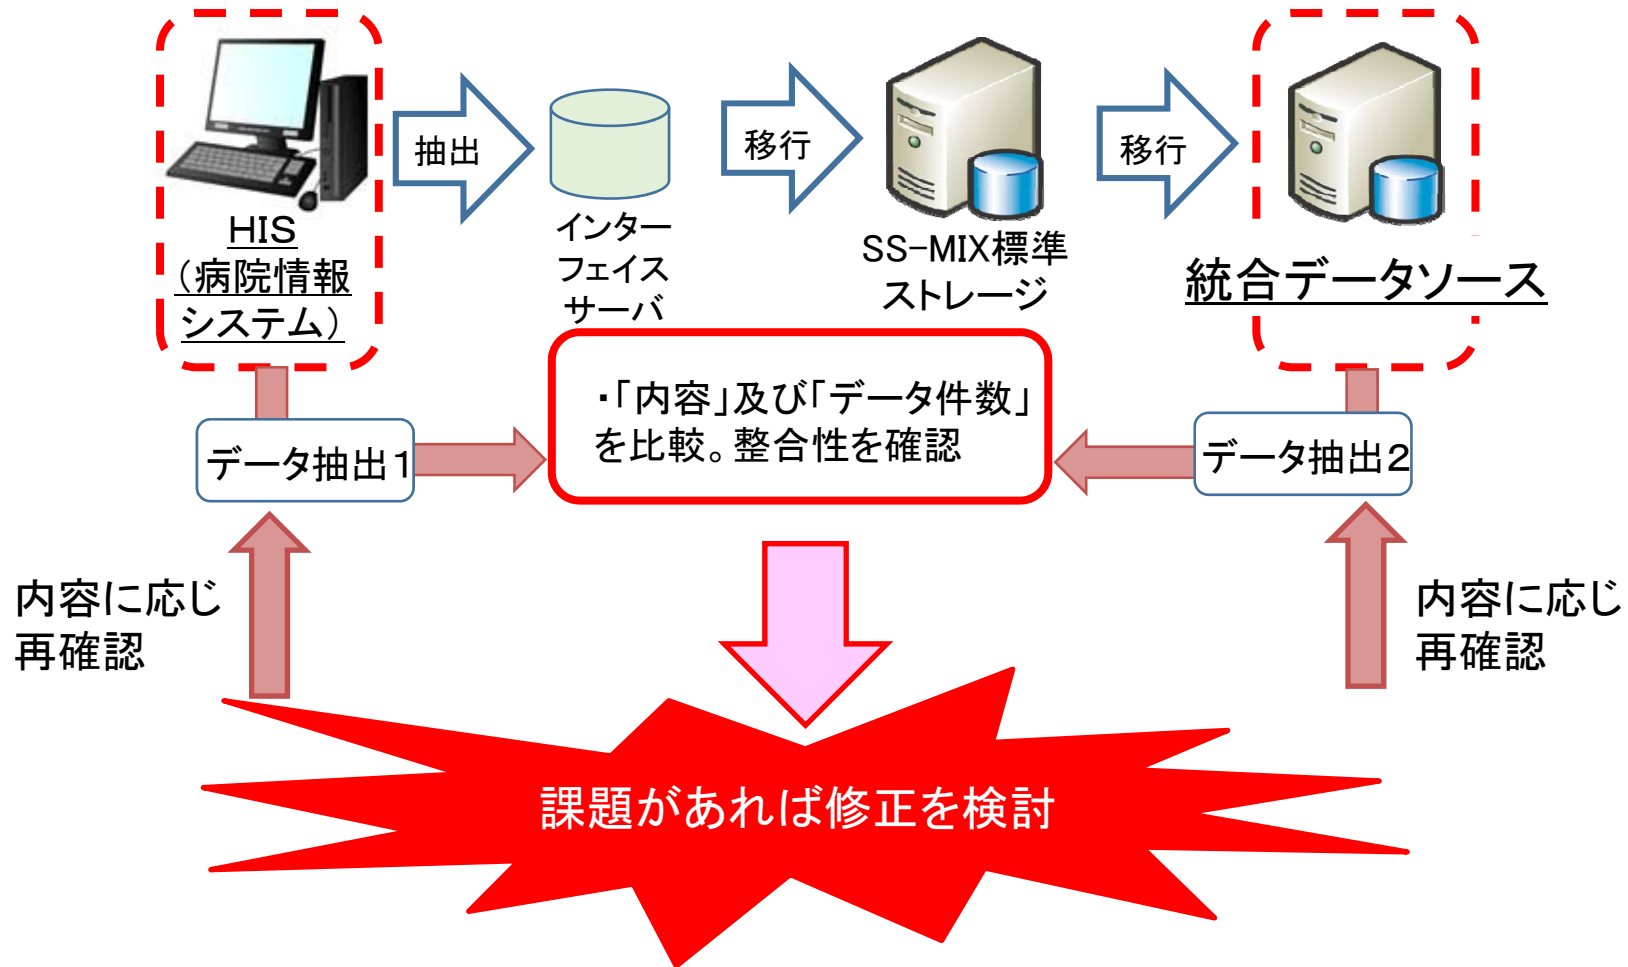 抽出
移行
移行
HIS
（病院情報
システム）
インター
フェイス
サーバ
SS-MIX標準
ストレージ
統合データソース
・「内容」及び「データ件数」
を比較。整合性を確認
データ抽出１
データ抽出２
内容に応じ
再確認
内容に応じ
再確認
課題があれば修正を検討